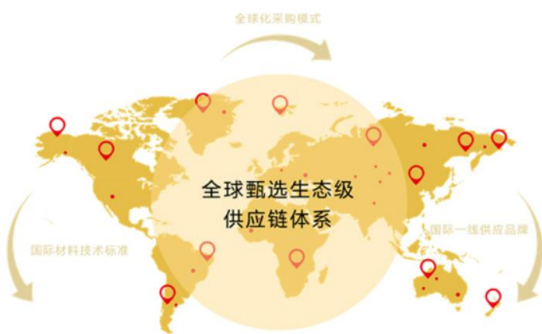 全球化采购模式
全球甄选生态级
供应链体系
国际一线供应品牌
国际材料技术标准